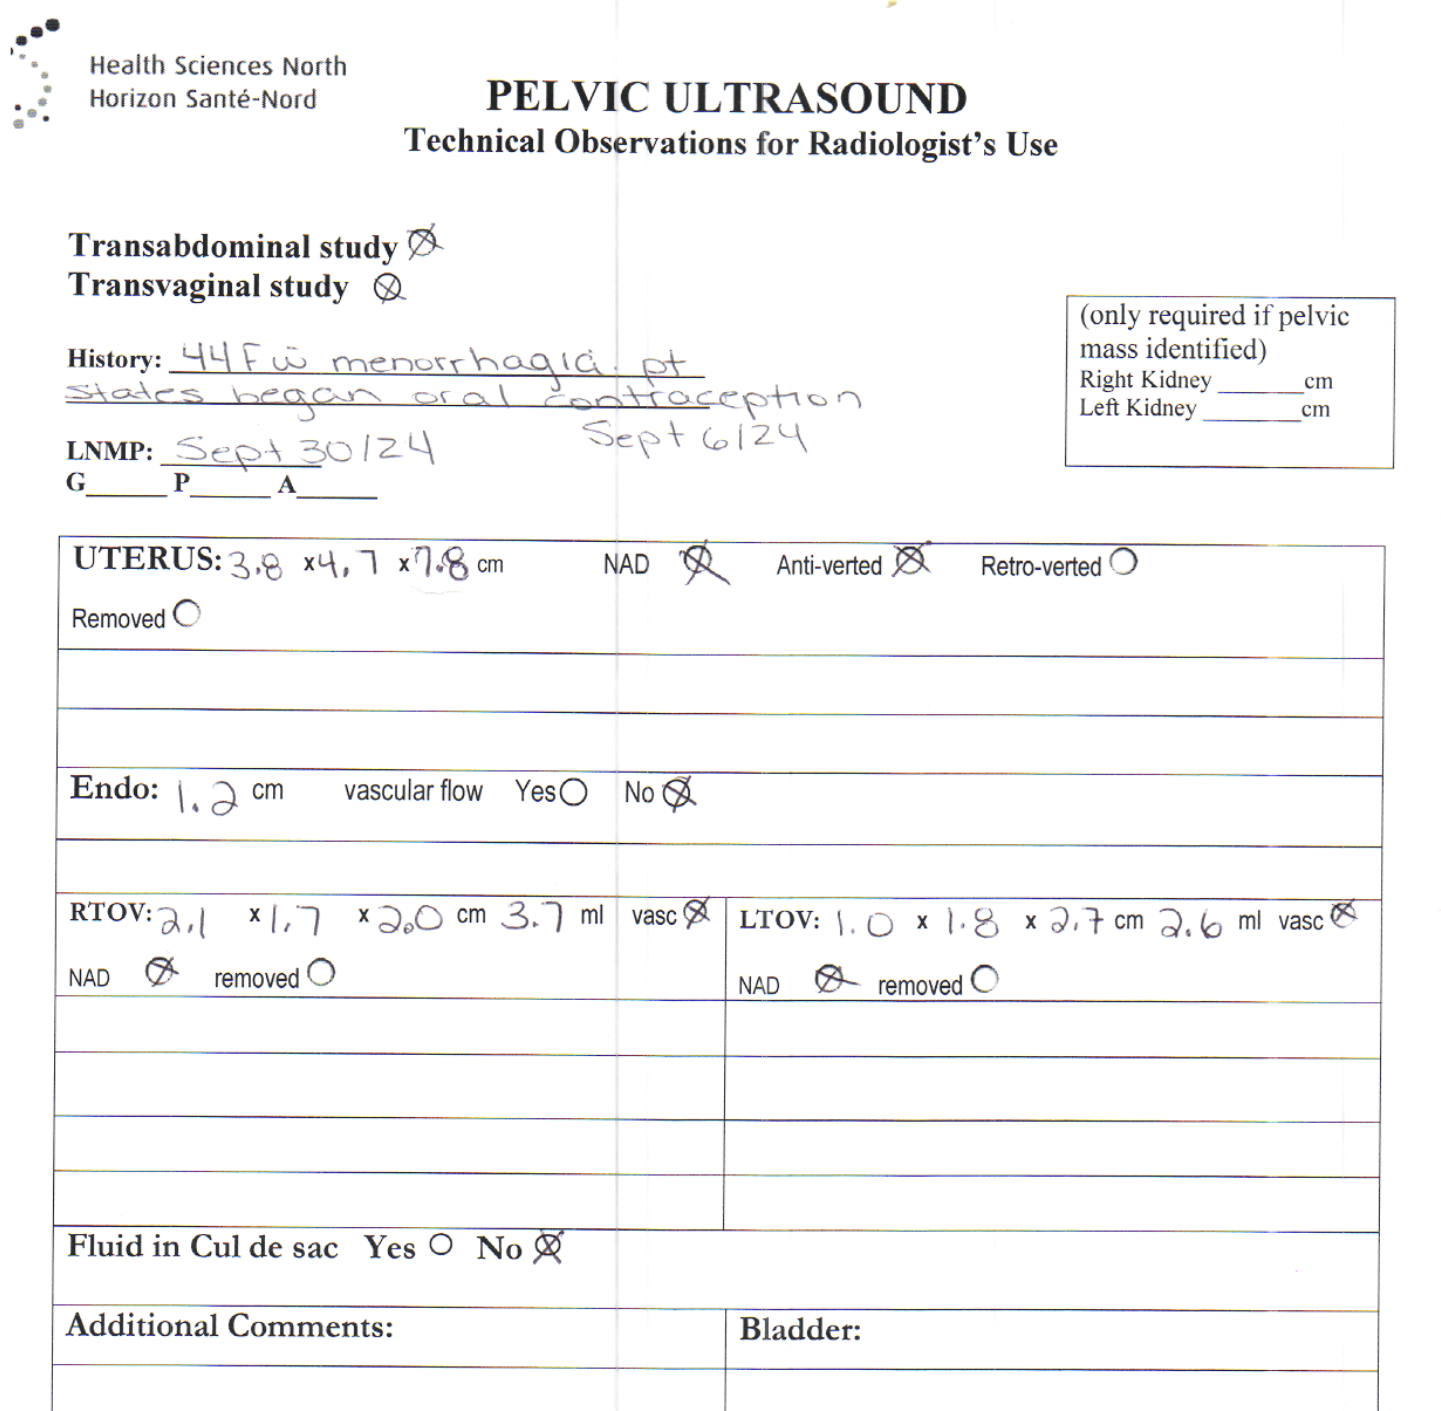 Health Sciences North
Horizon Santé-Nord
PELVIC ULTRASOUND
Technical Observations for Radiologist's Use
Transabdominal study
Transvaginal study
(only required if pelvic
mass identified)
Right Kidney ______cm
Left Kidney ______cm
History: 44F w̄ menorrhagia. pt
states began oral contraception
Sept 6/24
LNMP: Sept 30/24
G______ P______ A______
UTERUS: 3.8 x 4.7 x 7.8 cm NAD Anti-verted Retro-verted
Removed
Endo: 1.2 cm vascular flow Yes No
RTOV: 2.1 x 1.7 x 2.0 cm 3.7 ml vasc LTOV: 1.0 x 1.8 x 2.7 cm 2.6 ml vasc
NAD removed NAD removed
Fluid in Cul de sac Yes No
Additional Comments: Bladder: